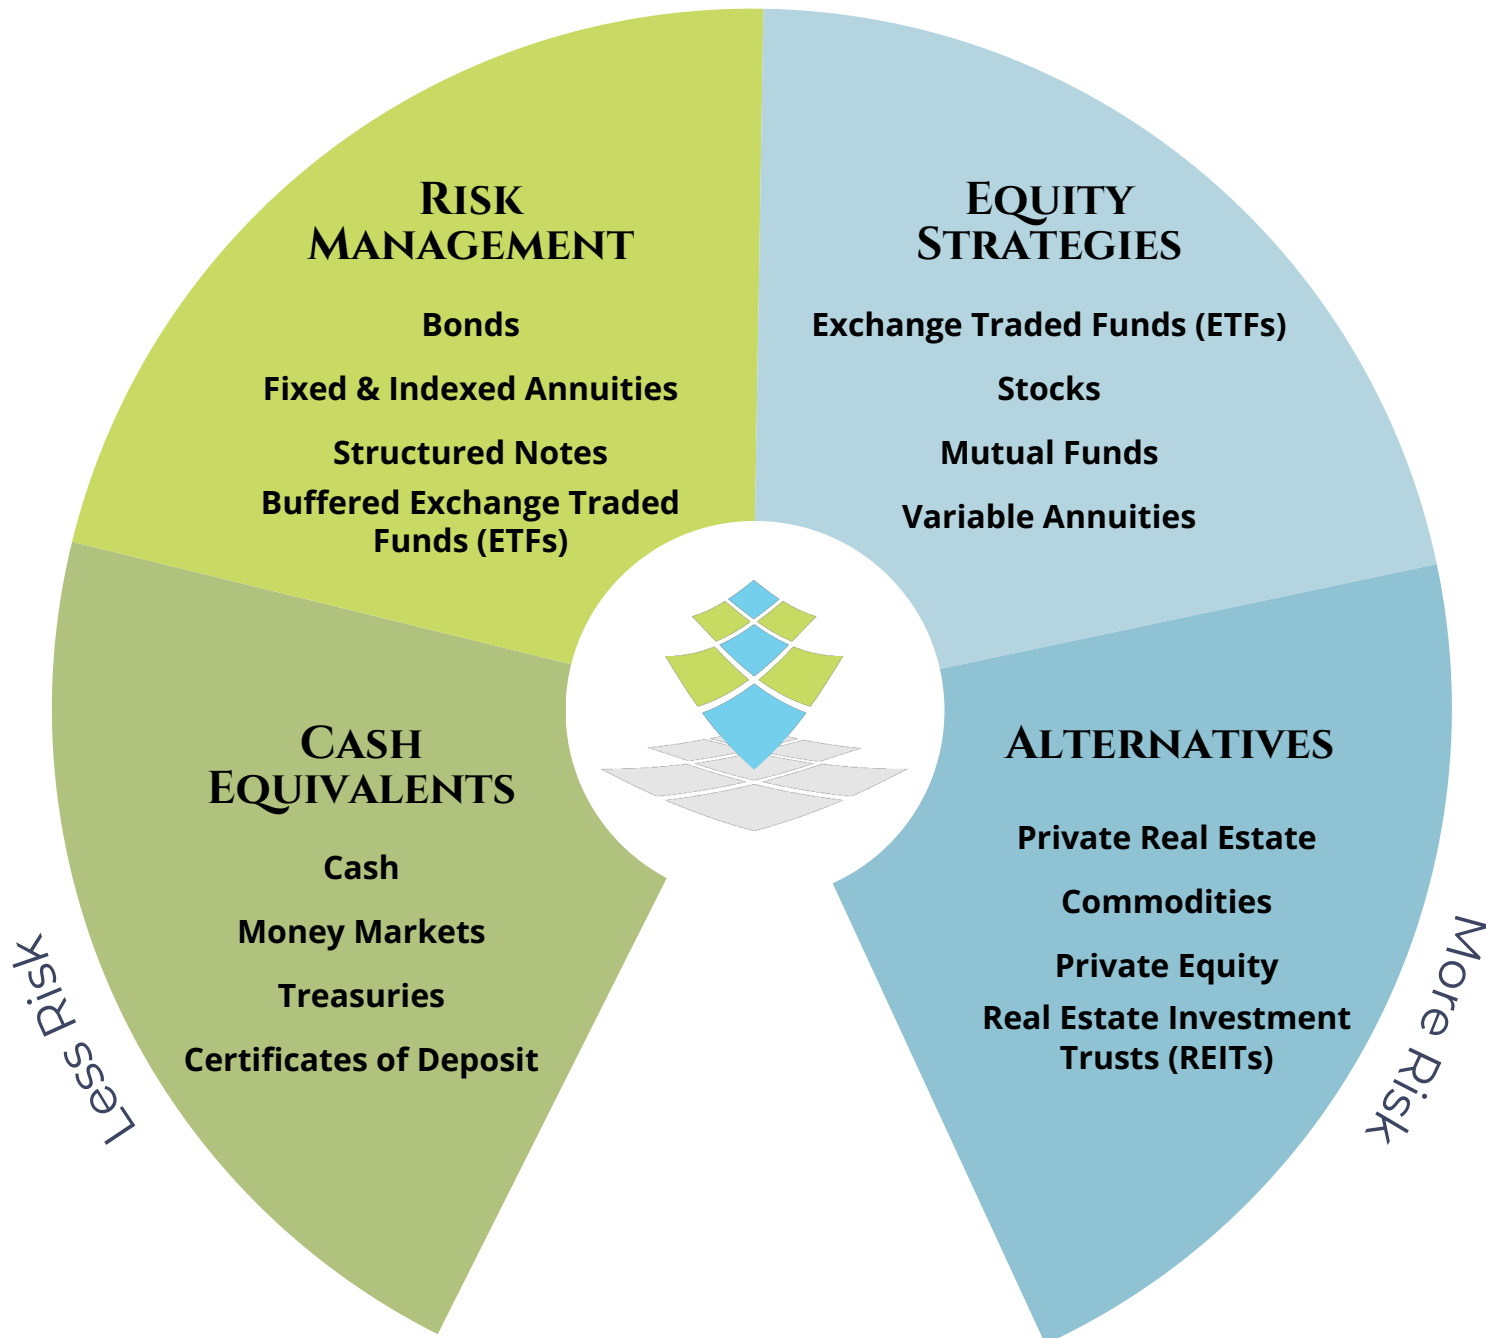 Risk
Management
Bonds
Fixed & Indexed Annuities
Structured Notes
Buffered Exchange Traded
Funds (ETFs)
Equity
Strategies
Exchange Traded Funds (ETFs)
Stocks
Mutual Funds
Variable Annuities
Cash
Equivalents
Cash
Money Markets
Treasuries
Certificates of Deposit
Alternatives
Private Real Estate
Commodities
Private Equity
Real Estate Investment
Trusts (REITs)
Less Risk
More Risk